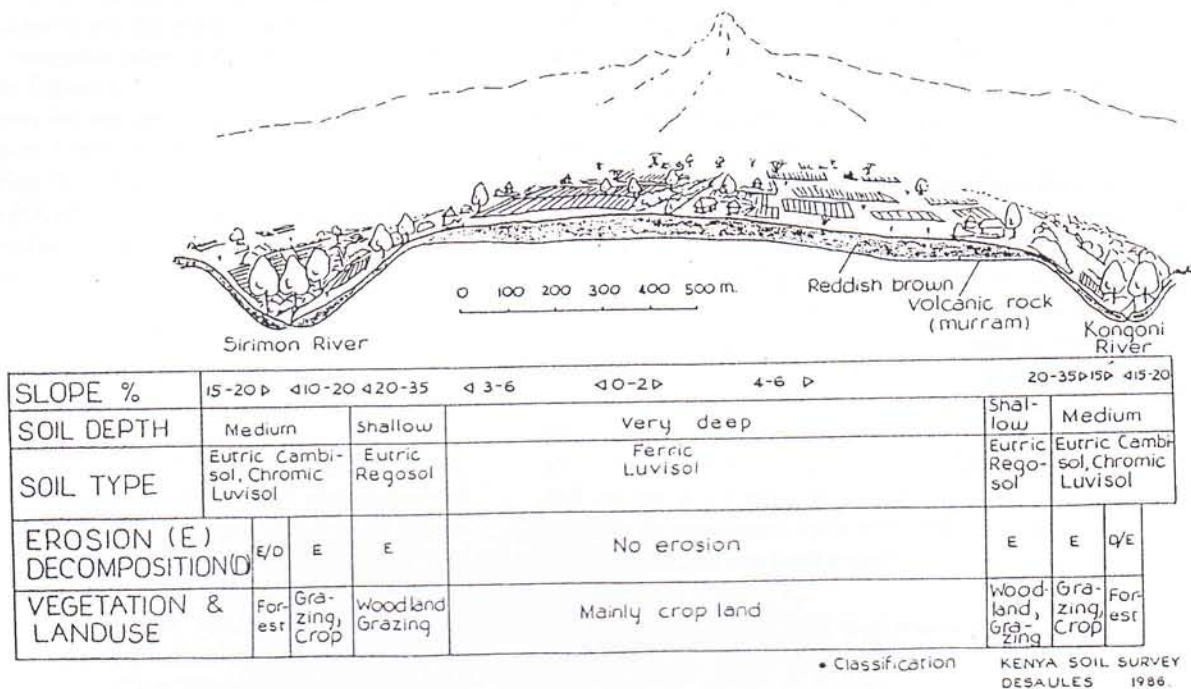 0 100 200 300 400 500 m.
Reddish brown
Volcanic rock
(murram)
Sirimon River
Kongoni
River
SLOPE % 15-20 ▷ ◁10-20 ◁20-35 ◁ 3-6 ◁0-2▷ 4-6 ▷ 20-35▷15▷ ◁15-20
SOIL DEPTH Medium Shallow Very deep Shal-
low Medium
SOIL TYPE Eutric Cambi-
sol, Chromic
Luvisol
Eutric
Regosol
Ferric
Luvisol
Eutric
Rego-
sol
Eutric Cambi-
sol, Chromic
Luvisol
EROSION (E)
DECOMPOSITION(D) E/D E E No erosion E E D/E
VEGETATION &
LANDUSE
For-
est
Gra-
zing,
Crop
Woodland
Grazing
Mainly crop land
Wood-
land,
Gra-
zing
Gra-
zing,
Crop
For-
est
• Classification KENYA SOIL SURVEY
DESAULES 1986.